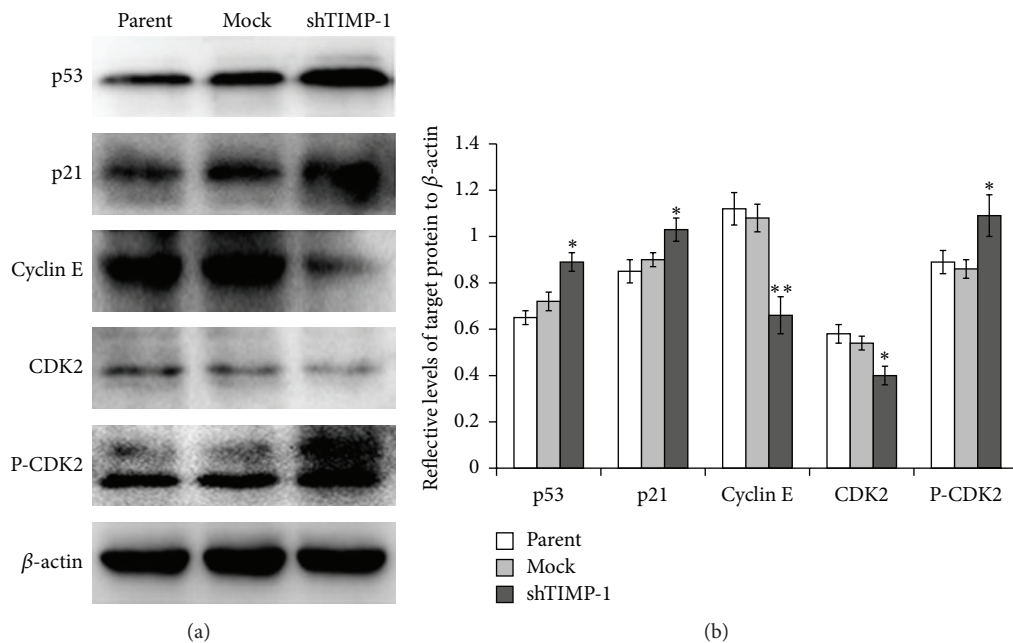 Parent Mock shTIMP-1
p53
p21
Cyclin E
CDK2
P-CDK2
β-actin
(a)
Reflective levels of target protein to β-actin
1.4
1.2
1
0.8
0.6
0.4
0.2
0
* * ** * *
p53 p21 Cyclin E CDK2 P-CDK2
Parent
Mock
shTIMP-1
(b)